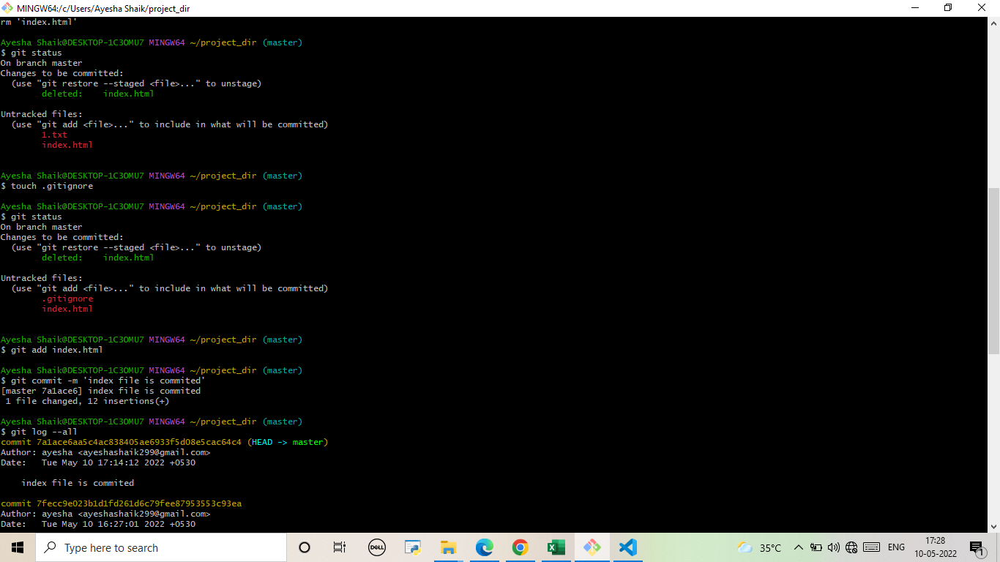 MINGW64:/c/Users/Ayesha Shaik/project_dir
rm 'index.html'
Ayesha Shaik@DESKTOP-1C3OMU7 MINGW64 ~/project_dir (master)
$ git status
On branch master
Changes to be committed:
  (use "git restore --staged <file>..." to unstage)
        deleted:    index.html
Untracked files:
  (use "git add <file>..." to include in what will be committed)
        1.txt
        index.html
Ayesha Shaik@DESKTOP-1C3OMU7 MINGW64 ~/project_dir (master)
$ touch .gitignore
Ayesha Shaik@DESKTOP-1C3OMU7 MINGW64 ~/project_dir (master)
$ git status
On branch master
Changes to be committed:
  (use "git restore --staged <file>..." to unstage)
        deleted:    index.html
Untracked files:
  (use "git add <file>..." to include in what will be committed)
        .gitignore
        index.html
Ayesha Shaik@DESKTOP-1C3OMU7 MINGW64 ~/project_dir (master)
$ git add index.html
Ayesha Shaik@DESKTOP-1C3OMU7 MINGW64 ~/project_dir (master)
$ git commit -m 'index file is commited'
[master 7a1ace6] index file is commited
 1 file changed, 12 insertions(+)
Ayesha Shaik@DESKTOP-1C3OMU7 MINGW64 ~/project_dir (master)
$ git log --all
commit 7a1ace6aa5c4ac838405ae6933f5d08e5cac64c4 (HEAD -> master)
Author: ayesha <ayeshashaik299@gmail.com>
Date:   Tue May 10 17:14:12 2022 +0530
    index file is commited
commit 7fecc9e023b1d1fd261d6c79fee87953553c93ea
Author: ayesha <ayeshashaik299@gmail.com>
Date:   Tue May 10 16:27:01 2022 +0530
Type here to search
DELL
35°C
ENG
17:28
10-05-2022
1